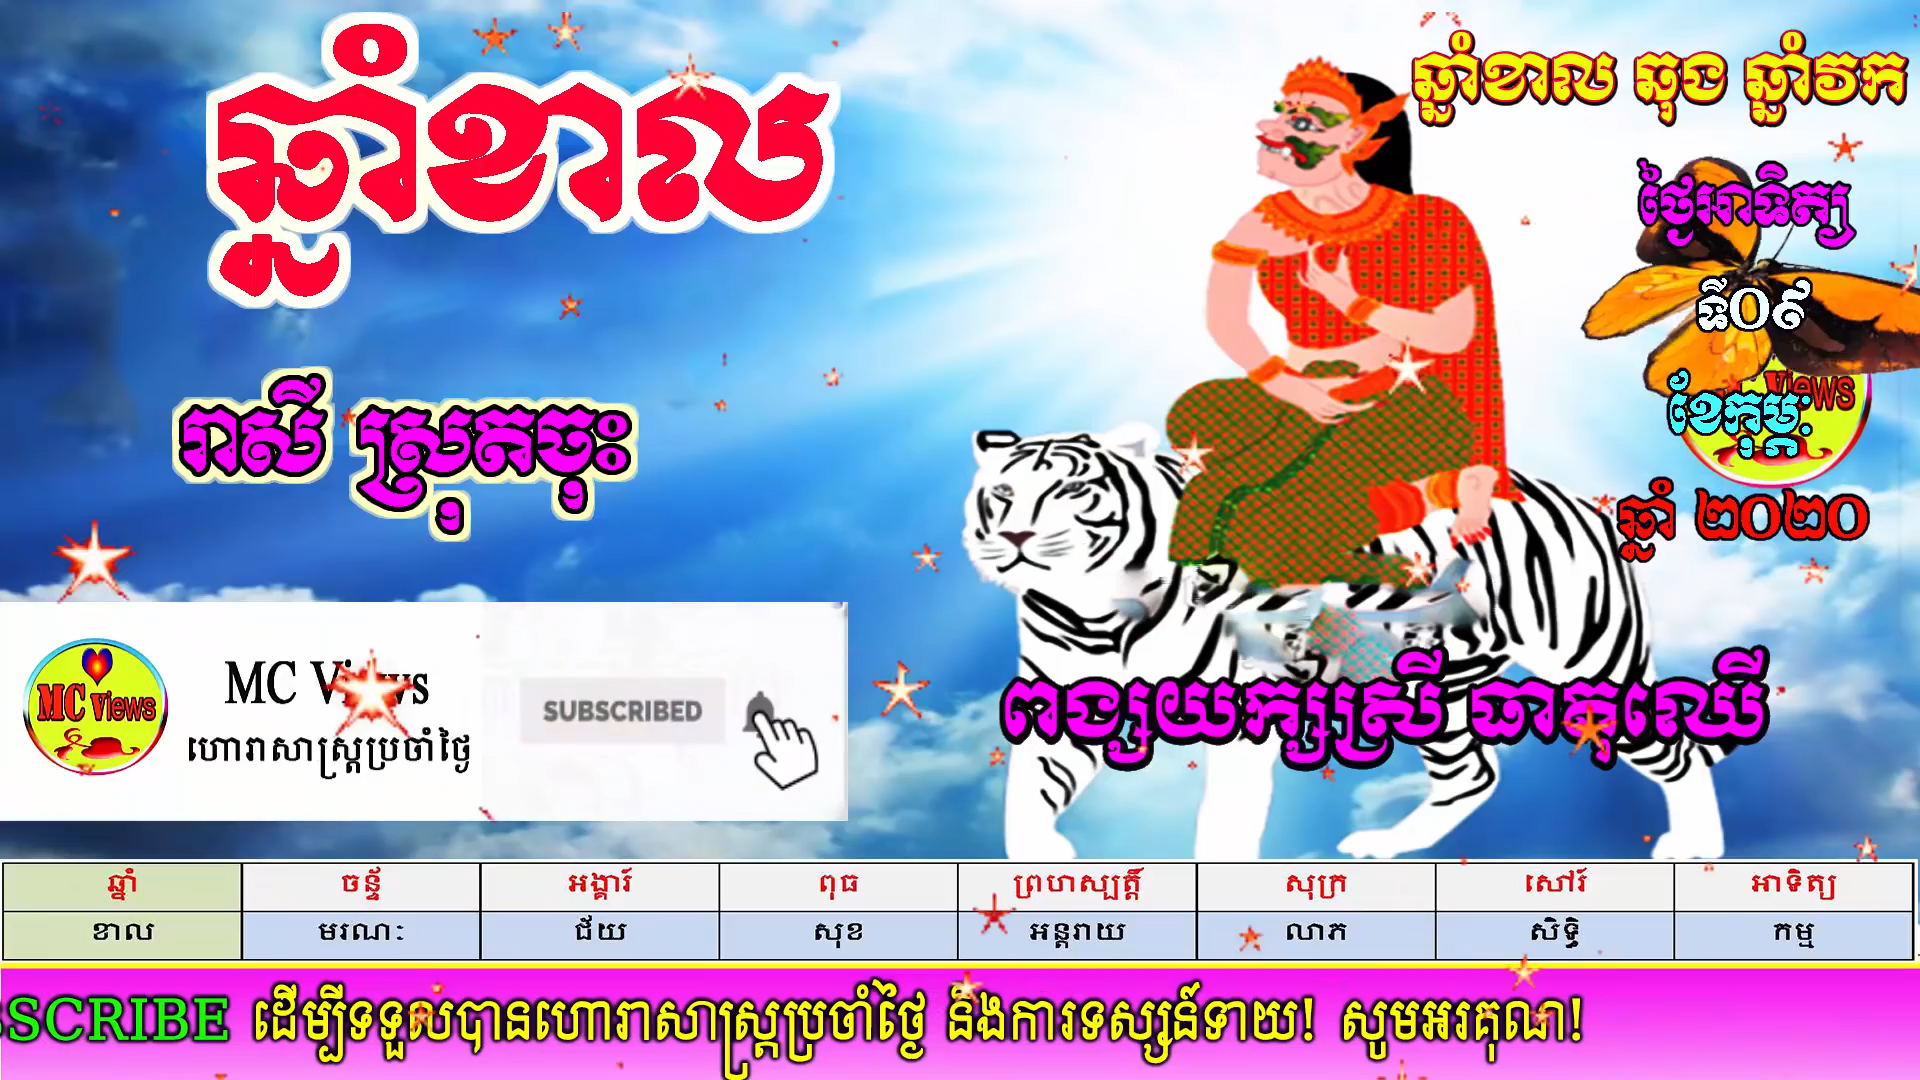 ឆ្នាំខាល
ឆ្នាំខាល ឆុង ឆ្នាំវក
ថ្ងៃអាទិត្យ
ទី០៩
ខែកុម្ភៈ
ឆ្នាំ ២០២០
រាសី ស្រុតចុះ
MC Views
MC Views
ហោរាសាស្ត្រប្រចាំថ្ងៃ
SUBSCRIBED
Views
ពង្សយក្សស្រី ធាតុឈើ
ឆ្នាំ ចន្ទ័ អង្គារ៍ ពុធ ព្រហស្បត្តិ៍ សុក្រ សៅរ៍ អាទិត្យ
ខាល មរណៈ ជ័យ សុខ អន្តរាយ លាភ សិទ្ធិ កម្ម
SCRIBE ដើម្បីទទួលបានហោរាសាស្ត្រប្រចាំថ្ងៃ និងការទស្សន៍ទាយ! សូមអរគុណ!